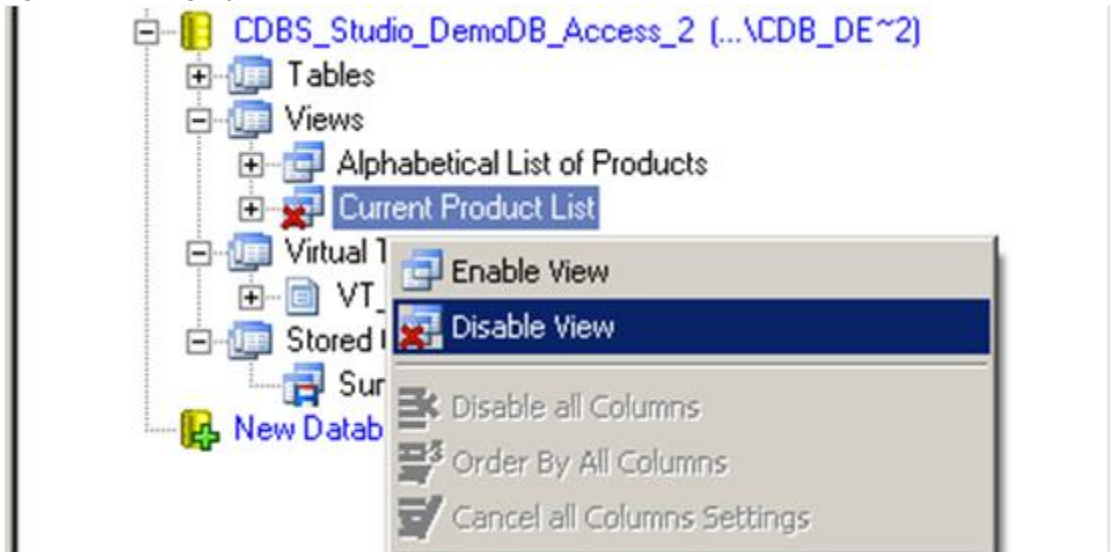 CDBS_Studio_DemoDB_Access_2 (...\CDB_DE~2)
Tables
Views
Alphabetical List of Products
Current Product List
Virtual
Enable View
VT_
Disable View
Stored
Disable all Columns
New Datab
Order By All Columns
Cancel all Columns Settings